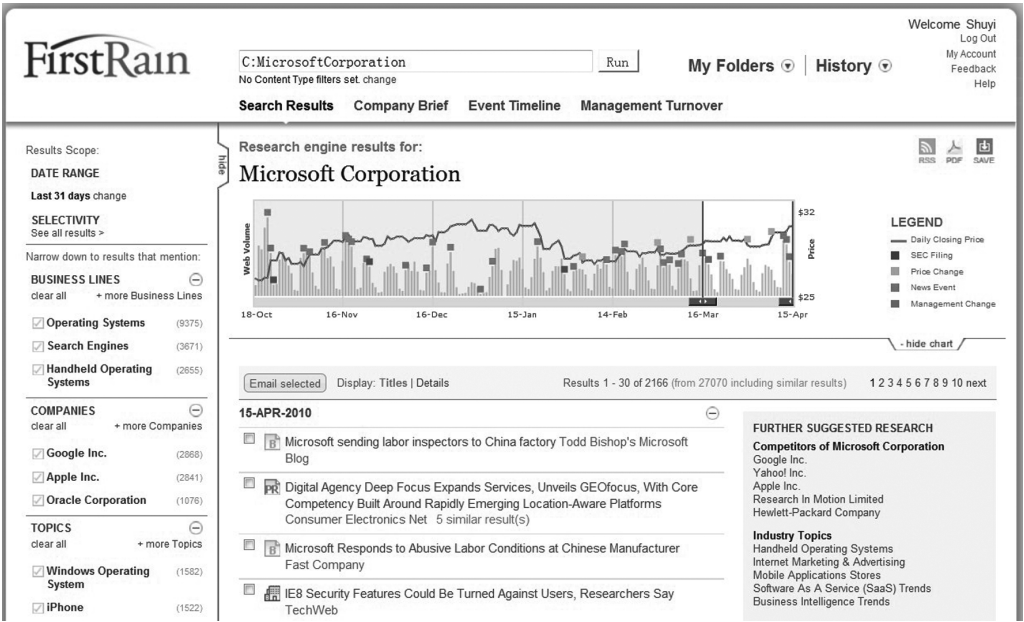 Welcome Shuyi
Log Out
My Account
Feedback
Help
FirstRain
C:MicrosoftCorporation
Run
No Content Type filters set. change
My Folders
History
Search Results Company Brief Event Timeline Management Turnover
Results Scope:
DATE RANGE
Last 31 days change
SELECTIVITY
See all results >
Narrow down to results that mention:
BUSINESS LINES
clear all + more Business Lines
Operating Systems (9375)
Search Engines (3671)
Handheld Operating (2655)
Systems
COMPANIES
clear all + more Companies
Google Inc. (2868)
Apple Inc. (2841)
Oracle Corporation (1076)
TOPICS
clear all + more Topics
Windows Operating (1582)
System
iPhone (1522)
hide
Research engine results for:
Microsoft Corporation
RSS PDF SAVE
Web Volume
$32
Price
$25
18-Oct 16-Nov 16-Dec 15-Jan 14-Feb 16-Mar 15-Apr
LEGEND
Daily Closing Price
SEC Filing
Price Change
News Event
Management Change
- hide chart
Email selected Display: Titles | Details Results 1 - 30 of 2166 (from 27070 including similar results) 1 2 3 4 5 6 7 8 9 10 next
15-APR-2010
B
Microsoft sending labor inspectors to China factory Todd Bishop's Microsoft
Blog
PR
Digital Agency Deep Focus Expands Services, Unveils GEOfocus, With Core
Competency Built Around Rapidly Emerging Location-Aware Platforms
Consumer Electronics Net 5 similar result(s)
B
Microsoft Responds to Abusive Labor Conditions at Chinese Manufacturer
Fast Company
IE8 Security Features Could Be Turned Against Users, Researchers Say
TechWeb
FURTHER SUGGESTED RESEARCH
Competitors of Microsoft Corporation
Google Inc.
Yahoo! Inc.
Apple Inc.
Research In Motion Limited
Hewlett-Packard Company
Industry Topics
Handheld Operating Systems
Internet Marketing & Advertising
Mobile Applications Stores
Software As A Service (SaaS) Trends
Business Intelligence Trends